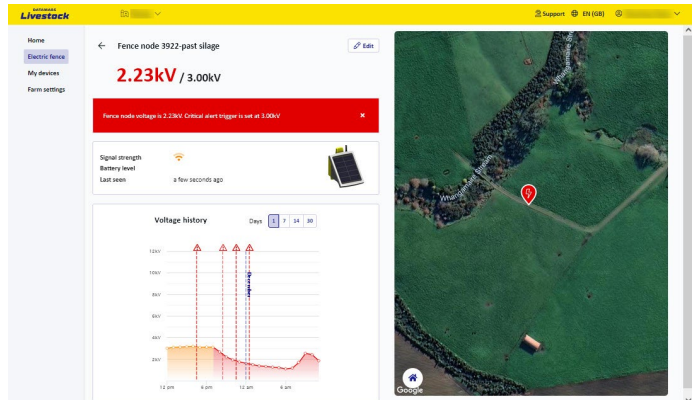 DATAMARS
Livestock
Support
EN (GB)
Home
Electric fence
My devices
Farm settings
Fence node 3922-past silage
Edit
2.23kV / 3.00kV
Fence node voltage is 2.23kV. Critical alert trigger is set at 3.00kV
Signal strength
Battery level
Last seen a few seconds ago
Voltage history
Days 1 7 14 30
12kV
10kV
8kV
6kV
4kV
2kV
December
12 pm 6 pm 12 am 6 am
Whangamate Stream
Google